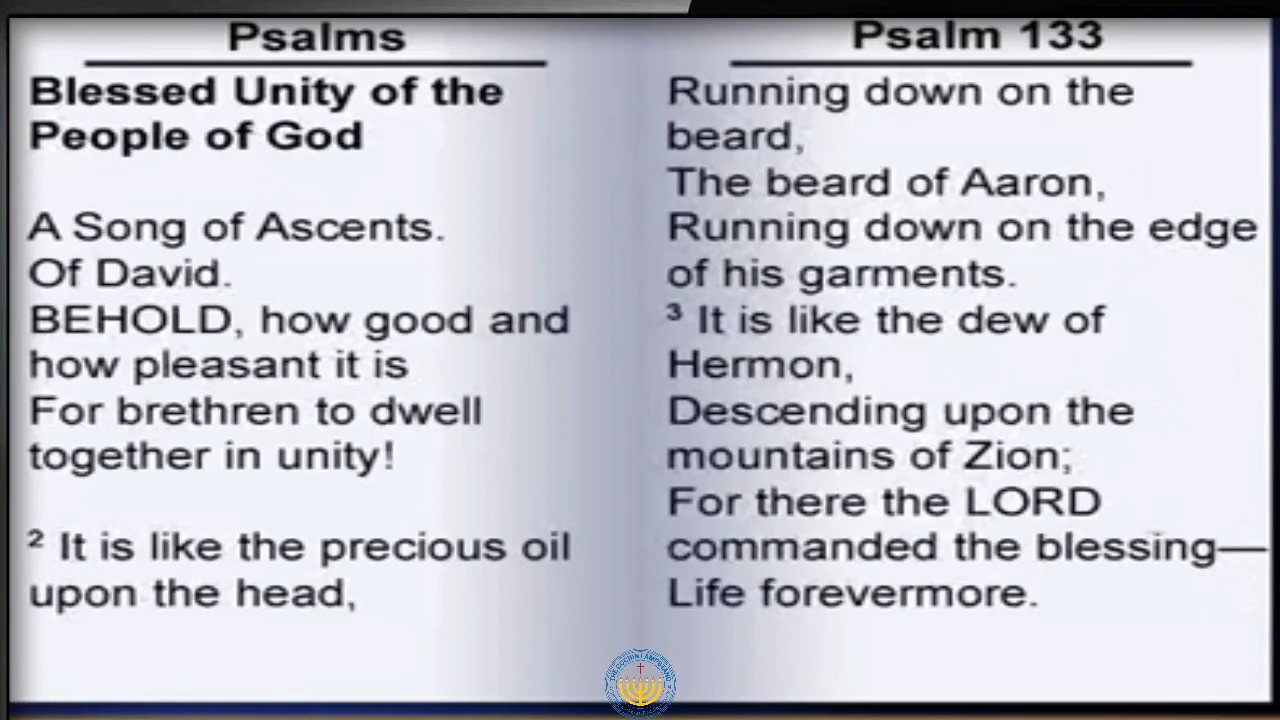 Psalms
Blessed Unity of the
People of God
A Song of Ascents.
Of David.
BEHOLD, how good and
how pleasant it is
For brethren to dwell
together in unity!
² It is like the precious oil
upon the head,
Psalm 133
Running down on the
beard,
The beard of Aaron,
Running down on the edge
of his garments.
³ It is like the dew of
Hermon,
Descending upon the
mountains of Zion;
For there the LORD
commanded the blessing—
Life forevermore.